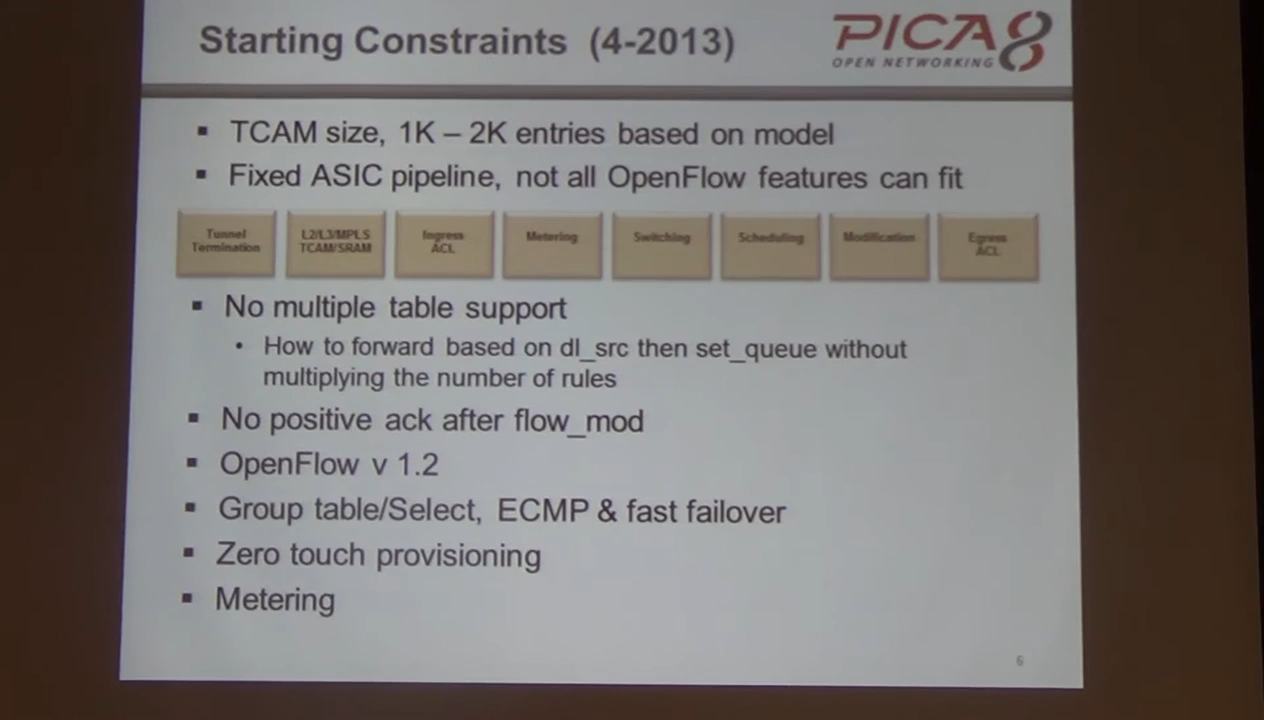 Starting Constraints (4-2013)
PICA8
OPEN NETWORKING
▪ TCAM size, 1K – 2K entries based on model
▪ Fixed ASIC pipeline, not all OpenFlow features can fit
Tunnel
Termination
L2/L3/MPLS
TCAM/SRAM
Ingress
ACL
Metering
Switching
Scheduling
Modification
Egress
ACL
▪ No multiple table support
• How to forward based on dl_src then set_queue without
multiplying the number of rules
▪ No positive ack after flow_mod
▪ OpenFlow v 1.2
▪ Group table/Select, ECMP & fast failover
▪ Zero touch provisioning
▪ Metering
6